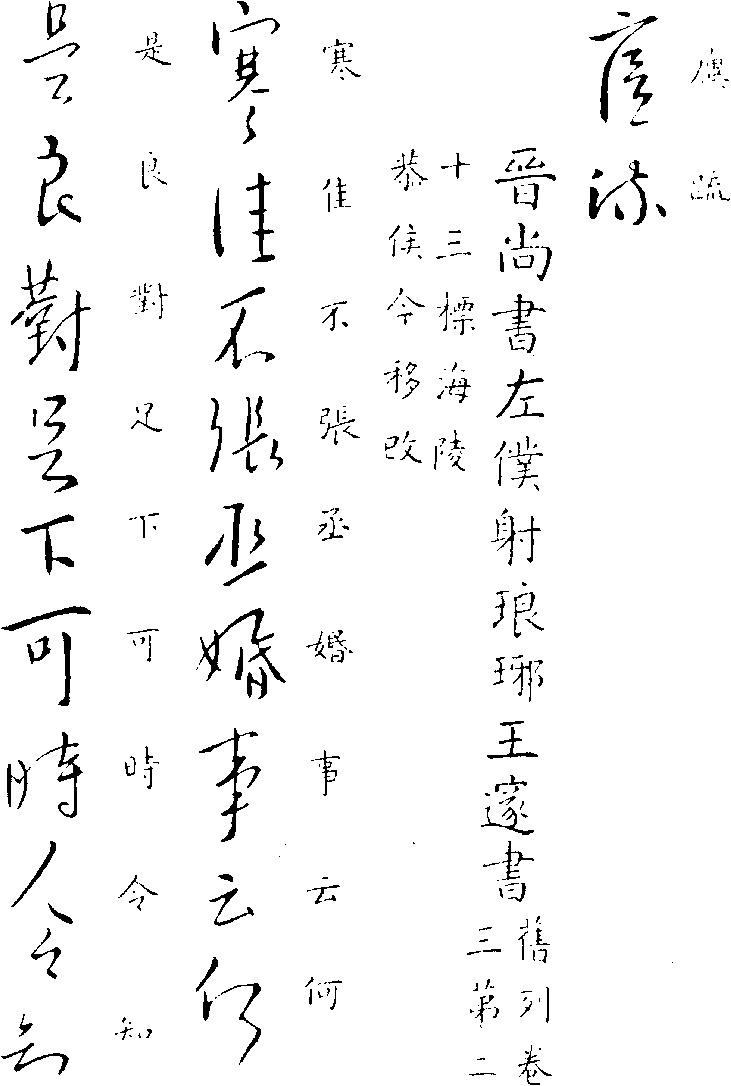 廙疏
廙疏
晉尚書左僕射琅琊王邃書
舊列卷
三第二
十三標海陵
恭侯今移改
寒佳不張丞婚事云何
寒佳不張丞婚事云何
是良對足下可時令知
是良對足下可時令知